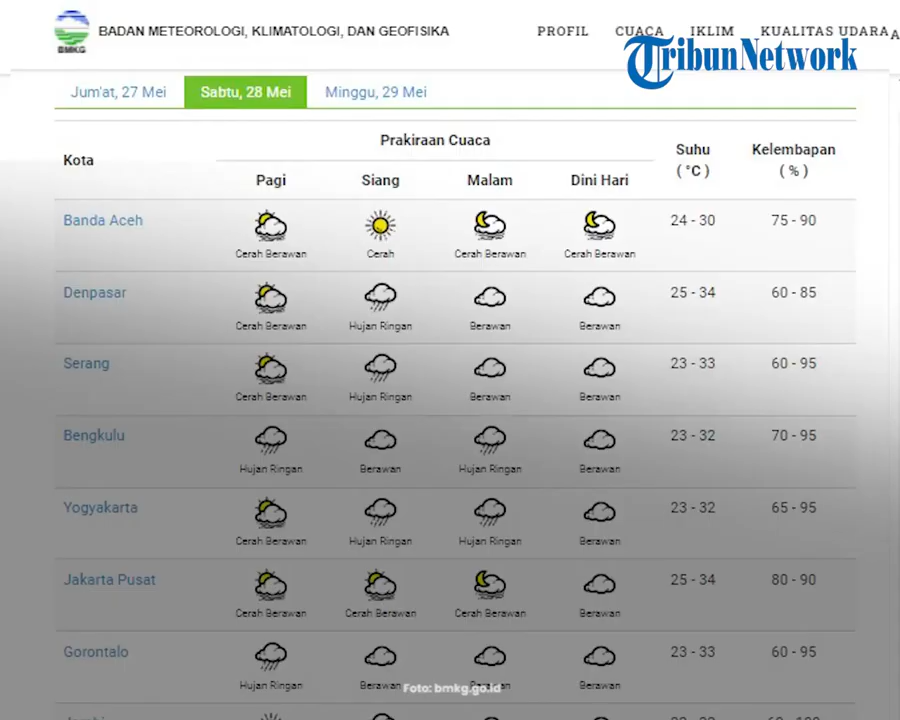 BMKG
BADAN METEOROLOGI, KLIMATOLOGI, DAN GEOFISIKA
PROFIL CUACA IKLIM KUALITAS UDARA
TribunNetwork
Jum'at, 27 Mei Sabtu, 28 Mei Minggu, 29 Mei
Kota Prakiraan Cuaca Suhu (°C) Kelembapan (%)
Pagi Siang Malam Dini Hari
Banda Aceh 24 - 30 75 - 90
Cerah Berawan Cerah Cerah Berawan Cerah Berawan
Denpasar 25 - 34 60 - 85
Cerah Berawan Hujan Ringan Berawan Berawan
Serang 23 - 33 60 - 95
Cerah Berawan Hujan Ringan Berawan Berawan
Bengkulu 23 - 32 70 - 95
Hujan Ringan Berawan Hujan Ringan Berawan
Yogyakarta 23 - 32 65 - 95
Cerah Berawan Hujan Ringan Hujan Ringan Berawan
Jakarta Pusat 25 - 34 80 - 90
Cerah Berawan Cerah Berawan Cerah Berawan Berawan
Gorontalo 23 - 33 60 - 95
Hujan Ringan Berawan Berawan Berawan
Foto: bmkg.go.id